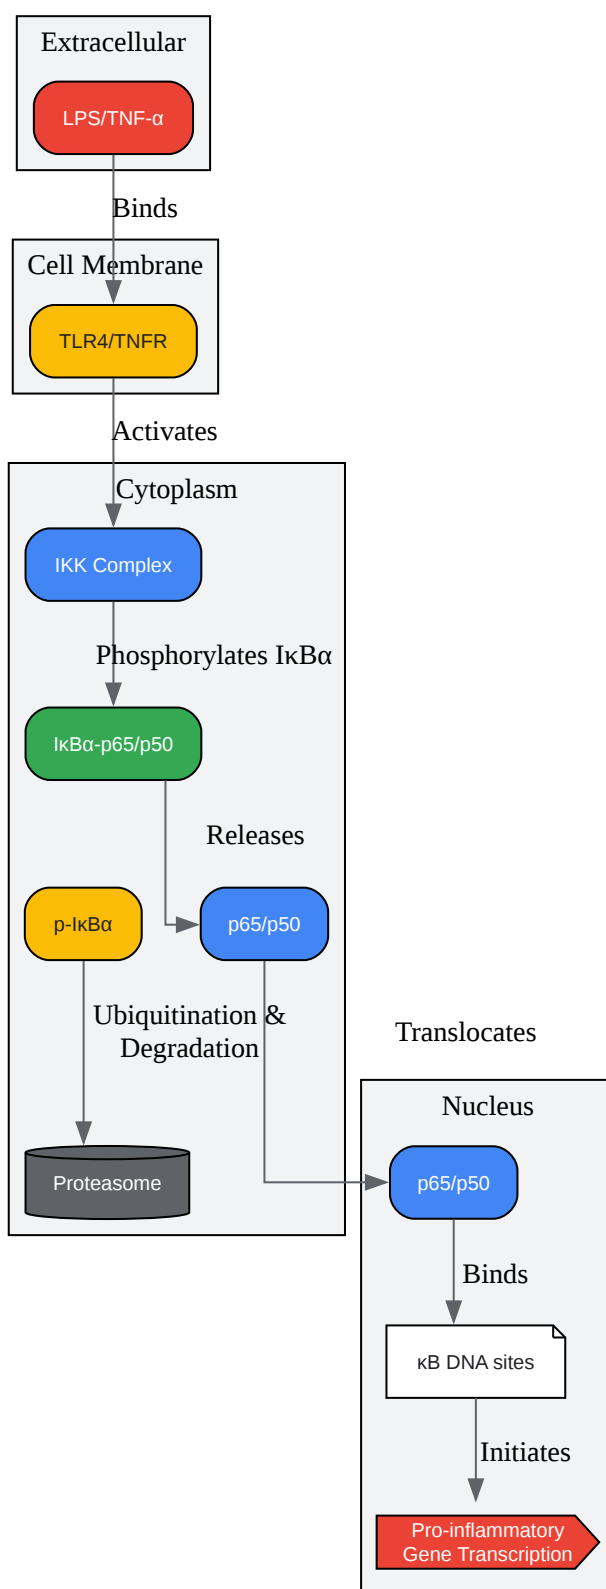 Extracellular
LPS/TNF-α
Binds
Cell Membrane
TLR4/TNFR
Activates
Cytoplasm
IKK Complex
Phosphorylates IκBα
IκBα-p65/p50
Releases
p-IκBα
p65/p50
Ubiquitination &
Degradation
Translocates
Nucleus
Proteasome
p65/p50
Binds
κB DNA sites
Initiates
Pro-inflammatory
Gene Transcription